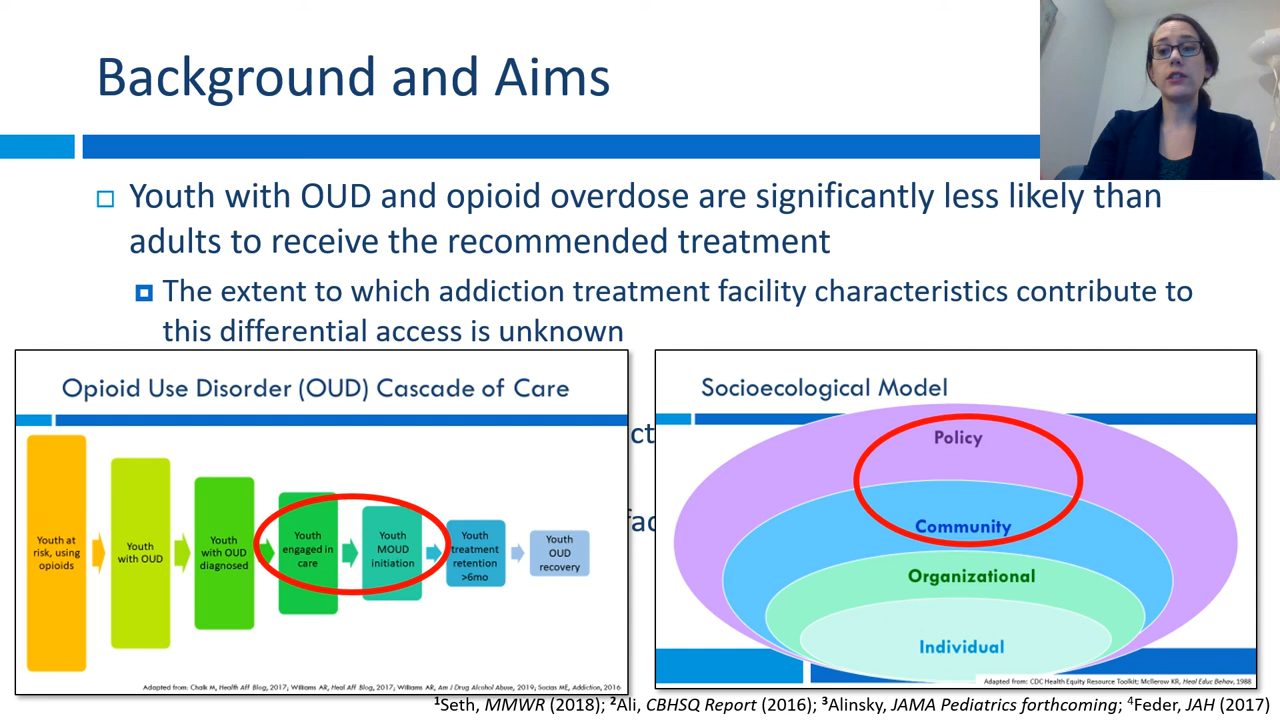 Background and Aims
Youth with OUD and opioid overdose are significantly less likely than
adults to receive the recommended treatment
The extent to which addiction treatment facility characteristics contribute to
this differential access is unknown
Opioid Use Disorder (OUD) Cascade of Care
Youth at
risk, using
opioids
Youth
with OUD
Youth
with OUD
diagnosed
Youth
engaged in
care
Youth
MOUD
initiation
Youth
treatment
retention
>6mo
Youth
OUD
recovery
Adapted from: Chalk M, Health Aff Blog, 2017; Williams AR, Heal Aff Blog, 2017; Williams AR, Am J Drug Alcohol Abuse, 2019; Socias ME, Addiction, 2016
Socioecological Model
Policy
Community
Organizational
Individual
Adapted from: CDC Health Equity Resource Toolkit; McLerow KR, Heal Educ Behav, 1988
¹Seth, MMWR (2018); ²Ali, CBHSQ Report (2016); ³Alinsky, JAMA Pediatrics forthcoming; ⁴Feder, JAH (2017)